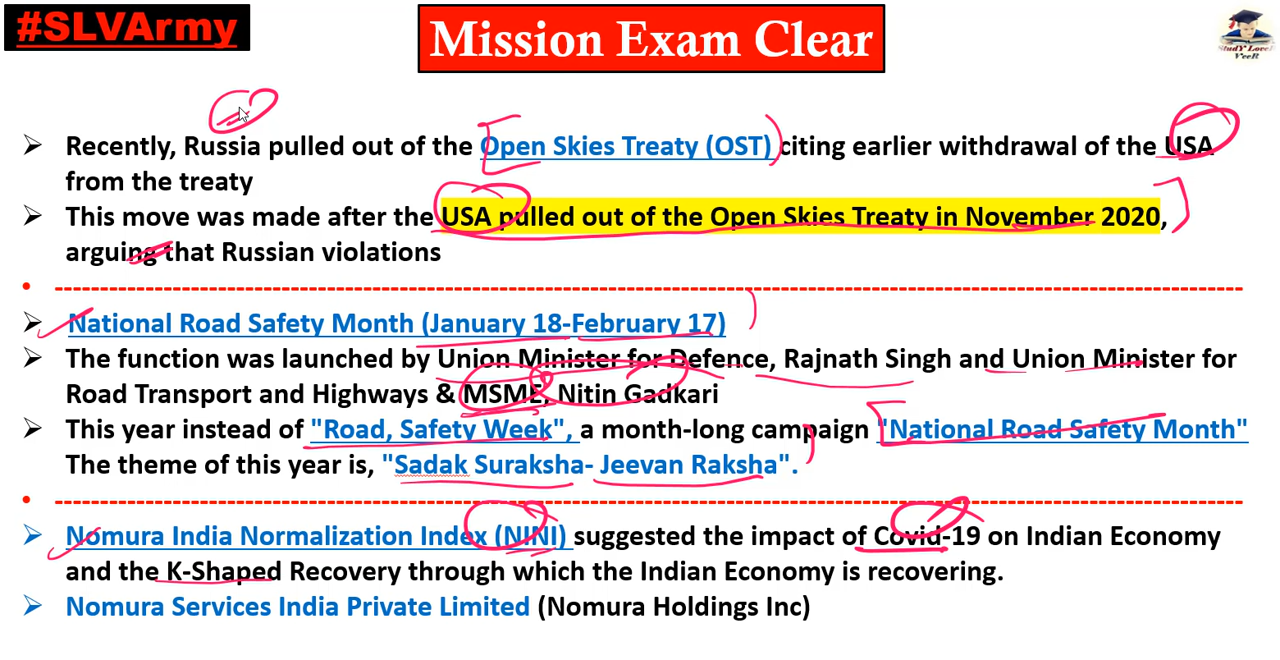 #SLVArmy
Mission Exam Clear
StudY LoveR
VeeR
➢ Recently, Russia pulled out of the Open Skies Treaty (OST) citing earlier withdrawal of the USA
from the treaty
➢ This move was made after the USA pulled out of the Open Skies Treaty in November 2020,
arguing that Russian violations
• ----------------------------------------------------------------
➢ National Road Safety Month (January 18-February 17)
➢ The function was launched by Union Minister for Defence, Rajnath Singh and Union Minister for
Road Transport and Highways & MSME, Nitin Gadkari
➢ This year instead of "Road, Safety Week", a month-long campaign "National Road Safety Month"
The theme of this year is, "Sadak Suraksha- Jeevan Raksha".
• ----------------------------------------------------------------
➢ Nomura India Normalization Index (NINI) suggested the impact of Covid-19 on Indian Economy
and the K-Shaped Recovery through which the Indian Economy is recovering.
➢ Nomura Services India Private Limited (Nomura Holdings Inc)